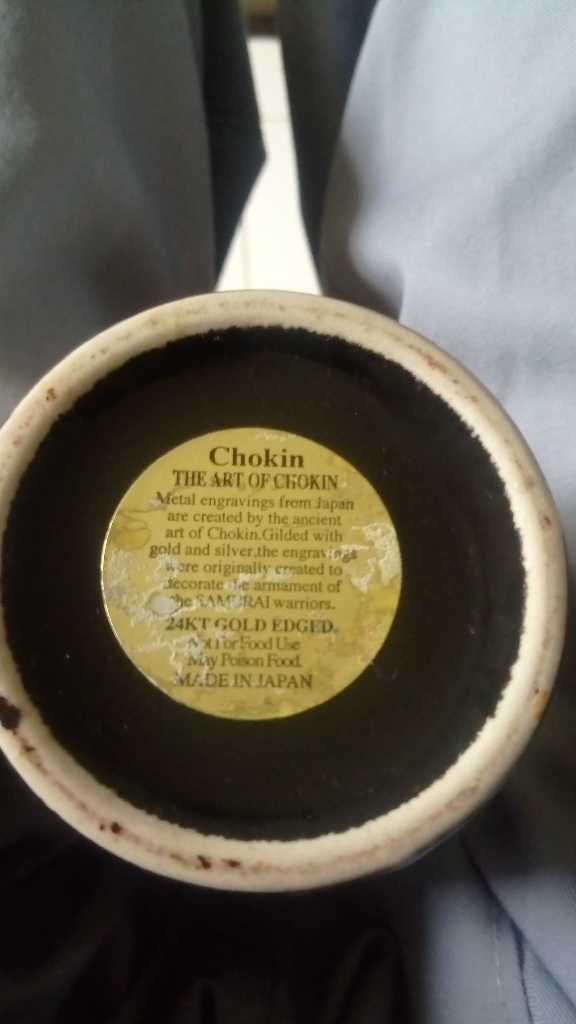 Chokin
THE ART OF CHOKIN
Metal engravings from Japan
are created by the ancient
art of Chokin.Gilded with
gold and silver,the engravings
were originally created to
decorate the armament of
the SAMURAI warriors.
24KT GOLD EDGED.
Not For Food Use
May Poison Food.
MADE IN JAPAN